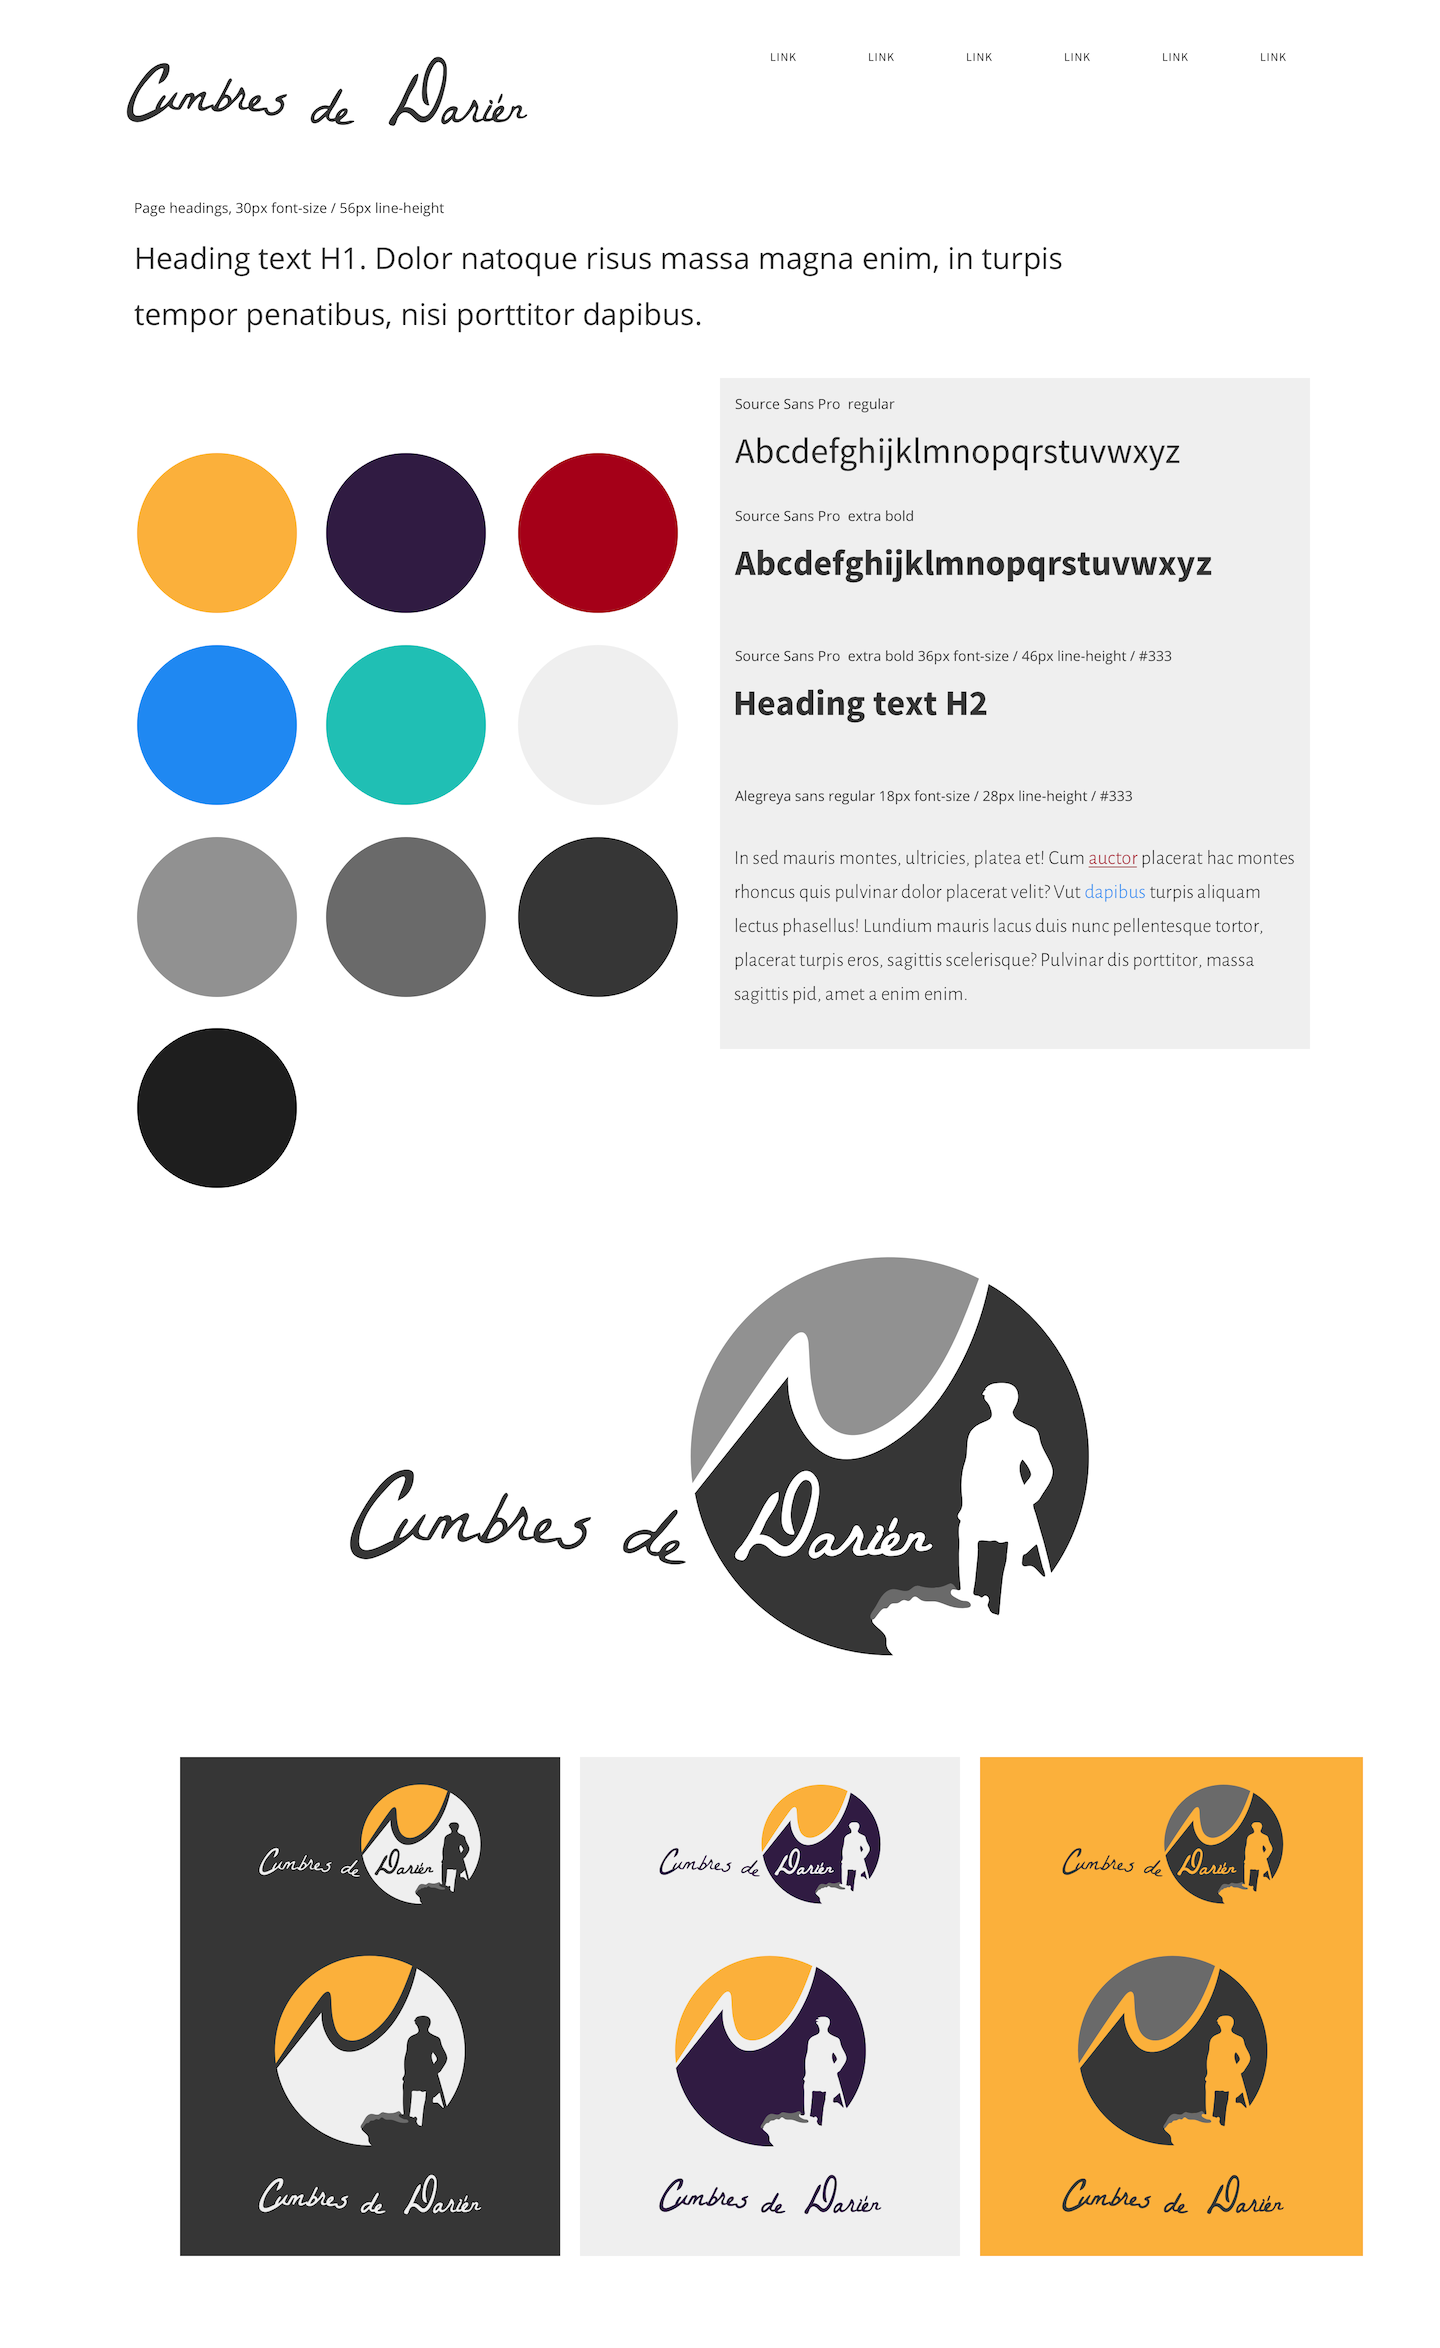 Cumbres de Darién
LINK LINK LINK LINK LINK LINK
Page headings, 30px font-size / 56px line-height
Heading text H1. Dolor natoque risus massa magna enim, in turpis
tempor penatibus, nisi porttitor dapibus.
Source Sans Pro regular
Abcdefghijklmnopqrstuvwxyz
Source Sans Pro extra bold
Abcdefghijklmnopqrstuvwxyz
Source Sans Pro extra bold 36px font-size / 46px line-height / #333
Heading text H2
Alegreya sans regular 18px font-size / 28px line-height / #333
In sed mauris montes, ultricies, platea et! Cum auctor placerat hac montes
rhoncus quis pulvinar dolor placerat velit? Vut dapibus turpis aliquam
lectus phasellus! Lundium mauris lacus duis nunc pellentesque tortor,
placerat turpis eros, sagittis scelerisque? Pulvinar dis porttitor, massa
sagittis pid, amet a enim enim.
Cumbres de Darién
Cumbres de Darién
Cumbres de Darién
Cumbres de Darién
Cumbres de Darién
Cumbres de Darién
Cumbres de Darién